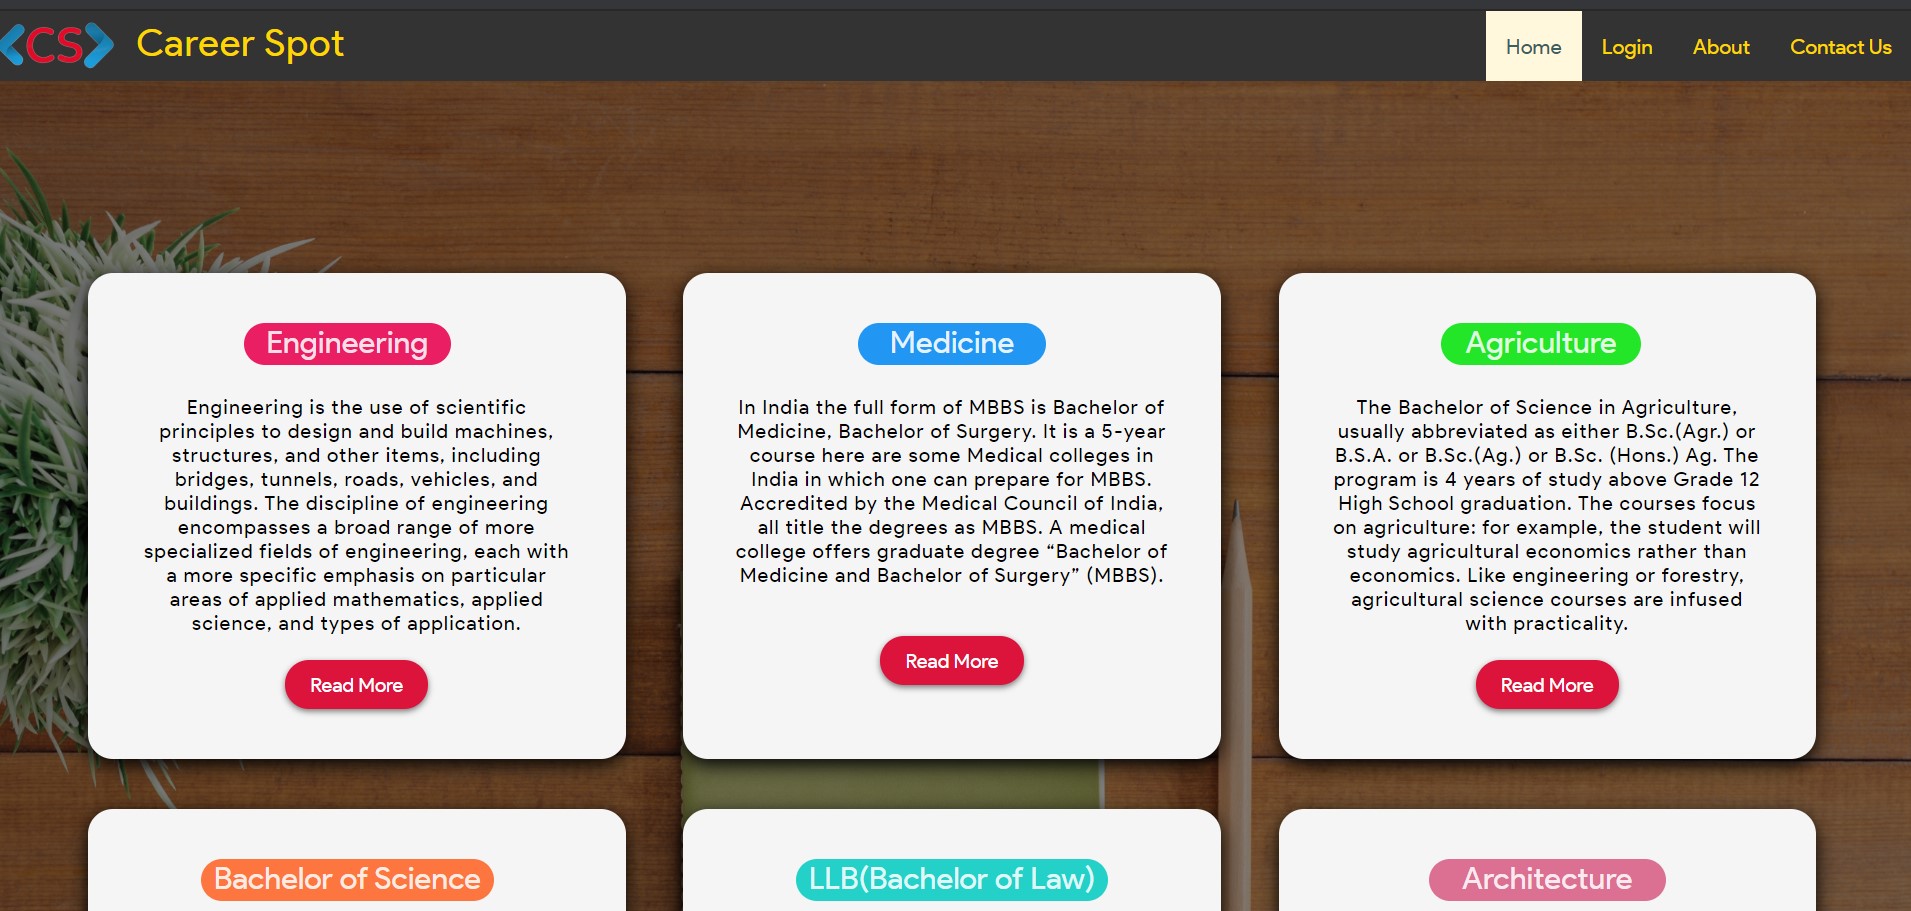 <CS> Career Spot
Home Login About Contact Us
Engineering
Engineering is the use of scientific
principles to design and build machines,
structures, and other items, including
bridges, tunnels, roads, vehicles, and
buildings. The discipline of engineering
encompasses a broad range of more
specialized fields of engineering, each with
a more specific emphasis on particular
areas of applied mathematics, applied
science, and types of application.
Read More
Medicine
In India the full form of MBBS is Bachelor of
Medicine, Bachelor of Surgery. It is a 5-year
course here are some Medical colleges in
India in which one can prepare for MBBS.
Accredited by the Medical Council of India,
all title the degrees as MBBS. A medical
college offers graduate degree “Bachelor of
Medicine and Bachelor of Surgery” (MBBS).
Read More
Agriculture
The Bachelor of Science in Agriculture,
usually abbreviated as either B.Sc.(Agr.) or
B.S.A. or B.Sc.(Ag.) or B.Sc. (Hons.) Ag. The
program is 4 years of study above Grade 12
High School graduation. The courses focus
on agriculture: for example, the student will
study agricultural economics rather than
economics. Like engineering or forestry,
agricultural science courses are infused
with practicality.
Read More
Bachelor of Science
LLB(Bachelor of Law)
Architecture